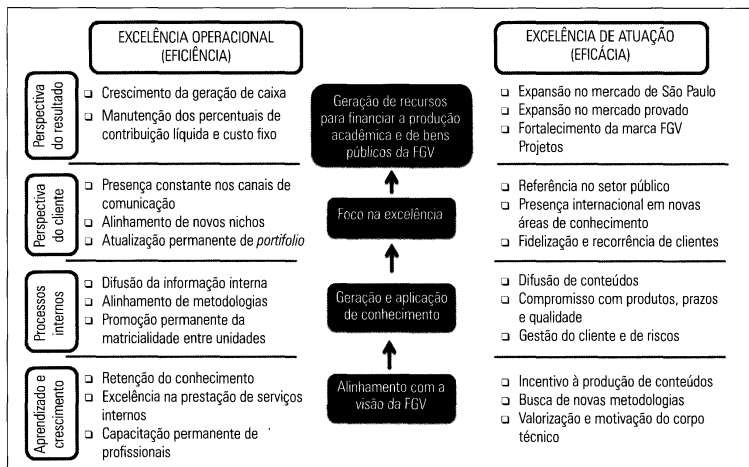 EXCELÊNCIA OPERACIONAL
(EFICIÊNCIA)
EXCELÊNCIA DE ATUAÇÃO
(EFICÁCIA)
Perspectiva
do resultado
❑ Crescimento da geração de caixa
❑ Manutenção dos percentuais de
contribuição líquida e custo fixo
Geração de recursos
para financiar a produção
acadêmica e de bens
públicos da FGV
❑ Expansão no mercado de São Paulo
❑ Expansão no mercado provado
❑ Fortalecimento da marca FGV
Projetos
Perspectiva
do cliente
❑ Presença constante nos canais de
comunicação
❑ Alinhamento de novos nichos
❑ Atualização permanente de portifolio
Foco na excelência
❑ Referência no setor público
❑ Presença internacional em novas
áreas de conhecimento
❑ Fidelização e recorrência de clientes
Processos
internos
❑ Difusão da informação interna
❑ Alinhamento de metodologias
❑ Promoção permanente da
matricialidade entre unidades
Geração e aplicação
de conhecimento
❑ Difusão de conteúdos
❑ Compromisso com produtos, prazos
e qualidade
❑ Gestão do cliente e de riscos
Aprendizado e
crescimento
❑ Retenção do conhecimento
❑ Excelência na prestação de serviços
internos
❑ Capacitação permanente de
profissionais
Alinhamento com a
visão da FGV
❑ Incentivo à produção de conteúdos
❑ Busca de novas metodologias
❑ Valorização e motivação do corpo
técnico